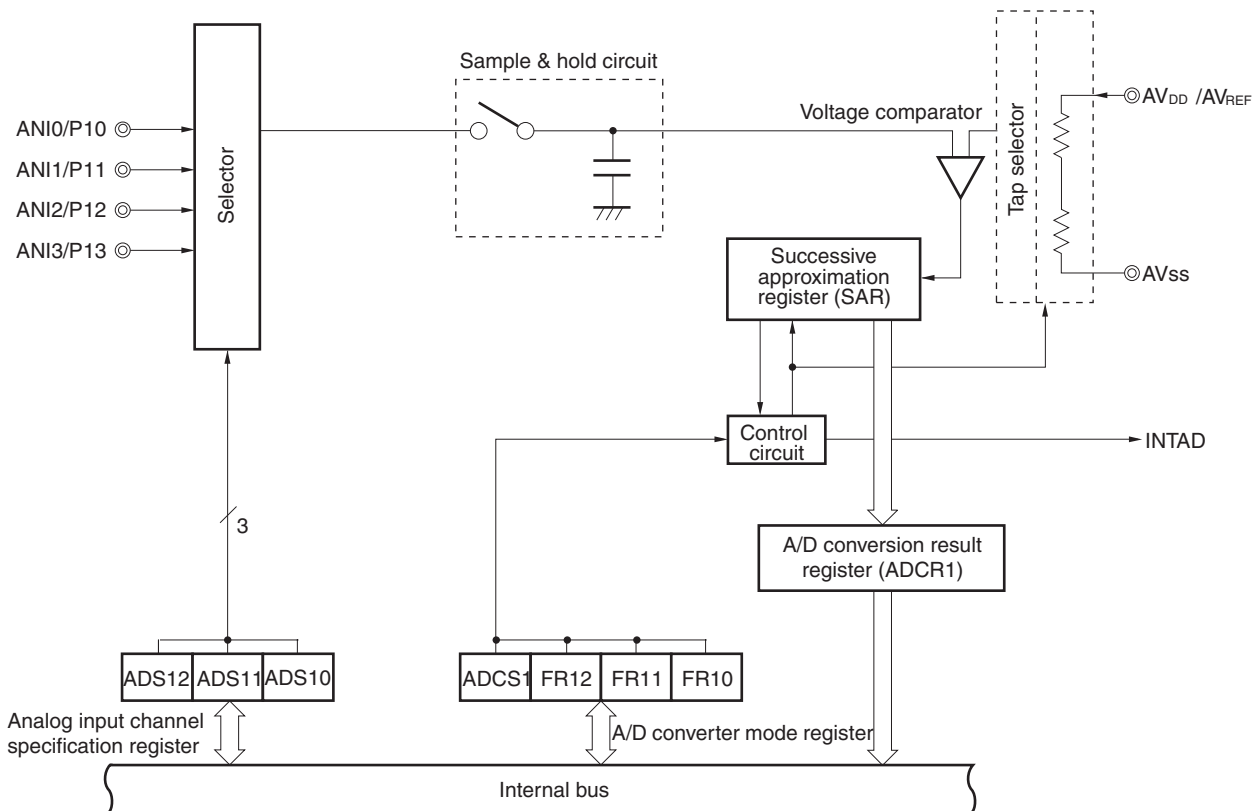 Sample & hold circuit
AVDD /AVREF
Voltage comparator
ANI0/P10
ANI1/P11
ANI2/P12
ANI3/P13
Selector
Tap selector
AVss
Successive
approximation
register (SAR)
Control
circuit
INTAD
3
A/D conversion result
register (ADCR1)
ADS12 ADS11 ADS10
ADCS1 FR12 FR11 FR10
Analog input channel
specification register
A/D converter mode register
Internal bus